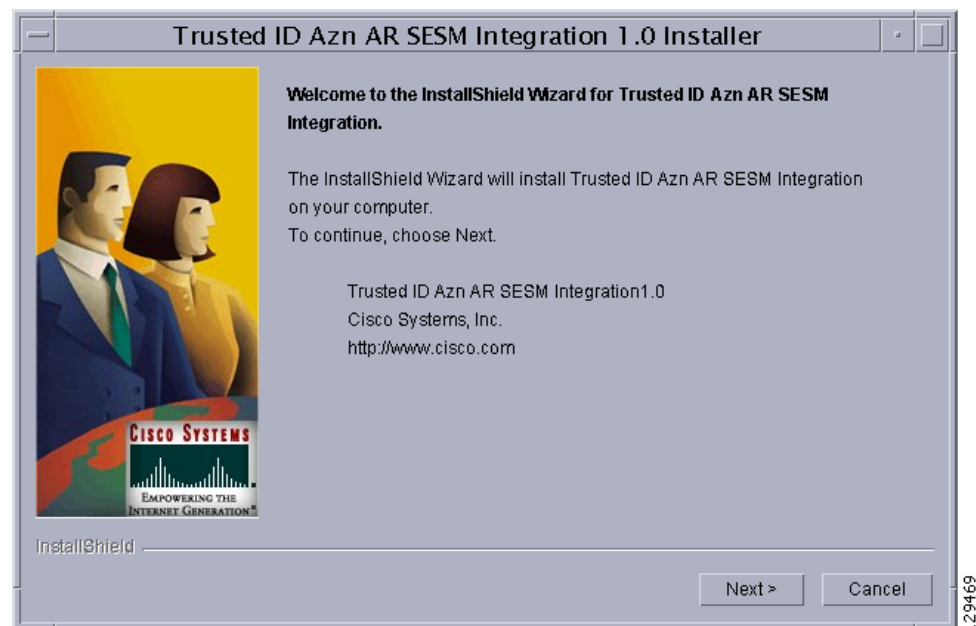 Trusted ID Azn AR SESM Integration 1.0 Installer
Welcome to the InstallShield Wizard for Trusted ID Azn AR SESM
Integration.
The InstallShield Wizard will install Trusted ID Azn AR SESM Integration
on your computer.
To continue, choose Next.
Trusted ID Azn AR SESM Integration1.0
Cisco Systems, Inc.
http://www.cisco.com
CISCO SYSTEMS
EMPOWERING THE
INTERNET GENERATION
InstallShield
Next >
Cancel
29469